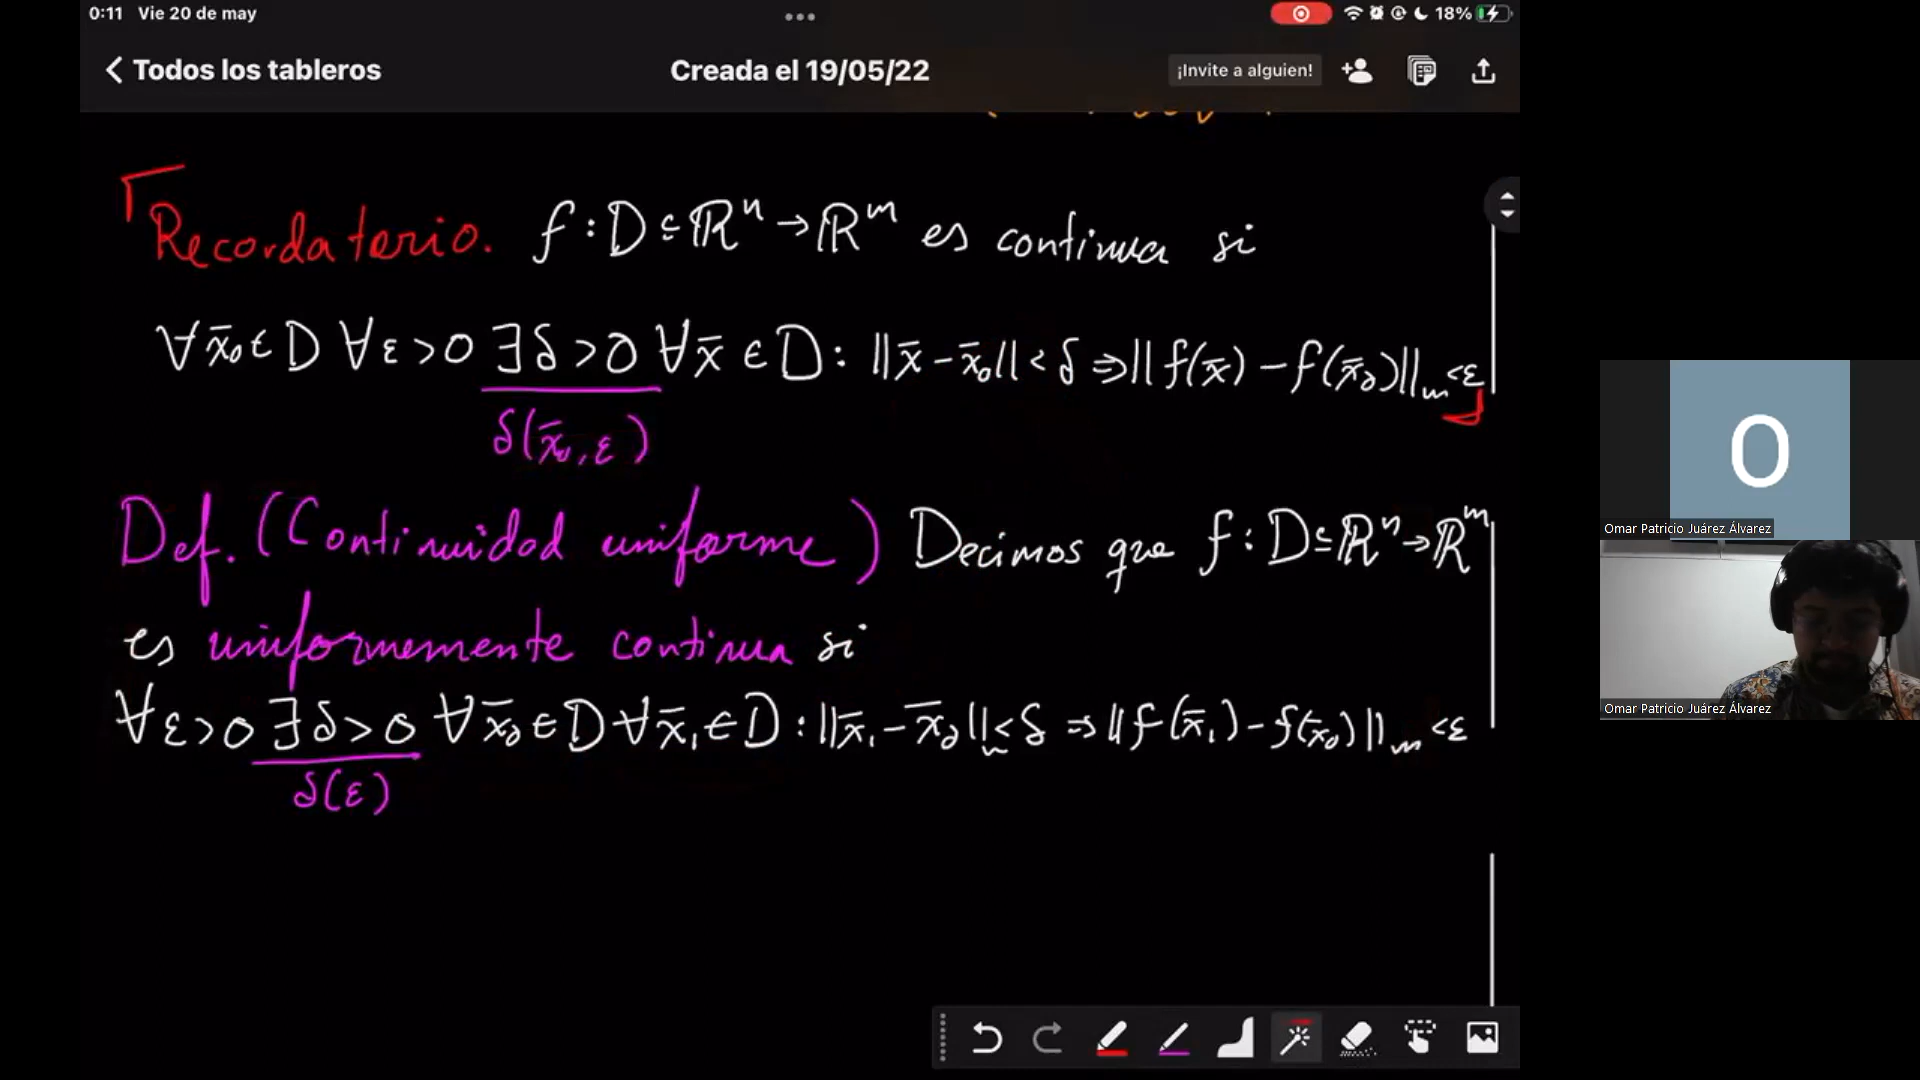 0:11 Vie 20 de may
18%
Todos los tableros
Creada el 19/05/22
¡Invite a alguien!
Recordatorio. f : D ⊆ ℝⁿ → ℝᵐ es continua si
∀ x̄₀ ∈ D ∀ ε > 0 ∃ δ > 0 ∀ x̄ ∈ D : ||x̄ - x̄₀|| < δ ⇒ || f(x̄) - f(x̄₀)||ₘ < ε
δ(x̄₀, ε)
Def. (Continuidad uniforme) Decimos que f : D ⊆ ℝⁿ → ℝᵐ
es uniformemente continua si
∀ ε > 0 ∃ δ > 0 ∀ x̄₀ ∈ D ∀ x̄₁ ∈ D : ||x̄₁ - x̄₀||ₙ < δ ⇒ || f(x̄₁) - f(x̄₀) ||ₘ < ε
δ(ε)
O
Omar Patricio Juárez Álvarez
Omar Patricio Juárez Álvarez